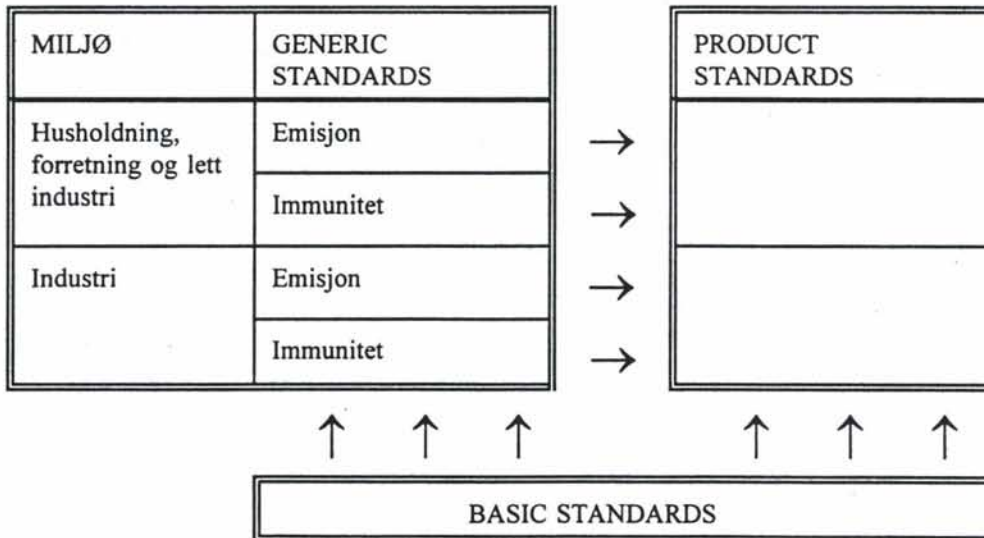 MILJØ
GENERIC
STANDARDS
Husholdning,
forretning og lett
industri
Emisjon
Immunitet
Industri
Emisjon
Immunitet
PRODUCT
STANDARDS
BASIC STANDARDS